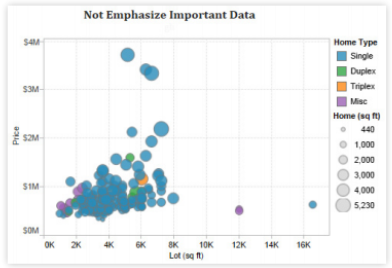 Not Emphasize Important Data
$4M
$3M
$2M
$1M
$0M
Price
0K 2K 4K 6K 8K 10K 12K 14K 16K
Lot (sq ft)
Home Type
Single
Duplex
Triplex
Misc
Home (sq ft)
440
1,000
2,000
3,000
4,000
5,230